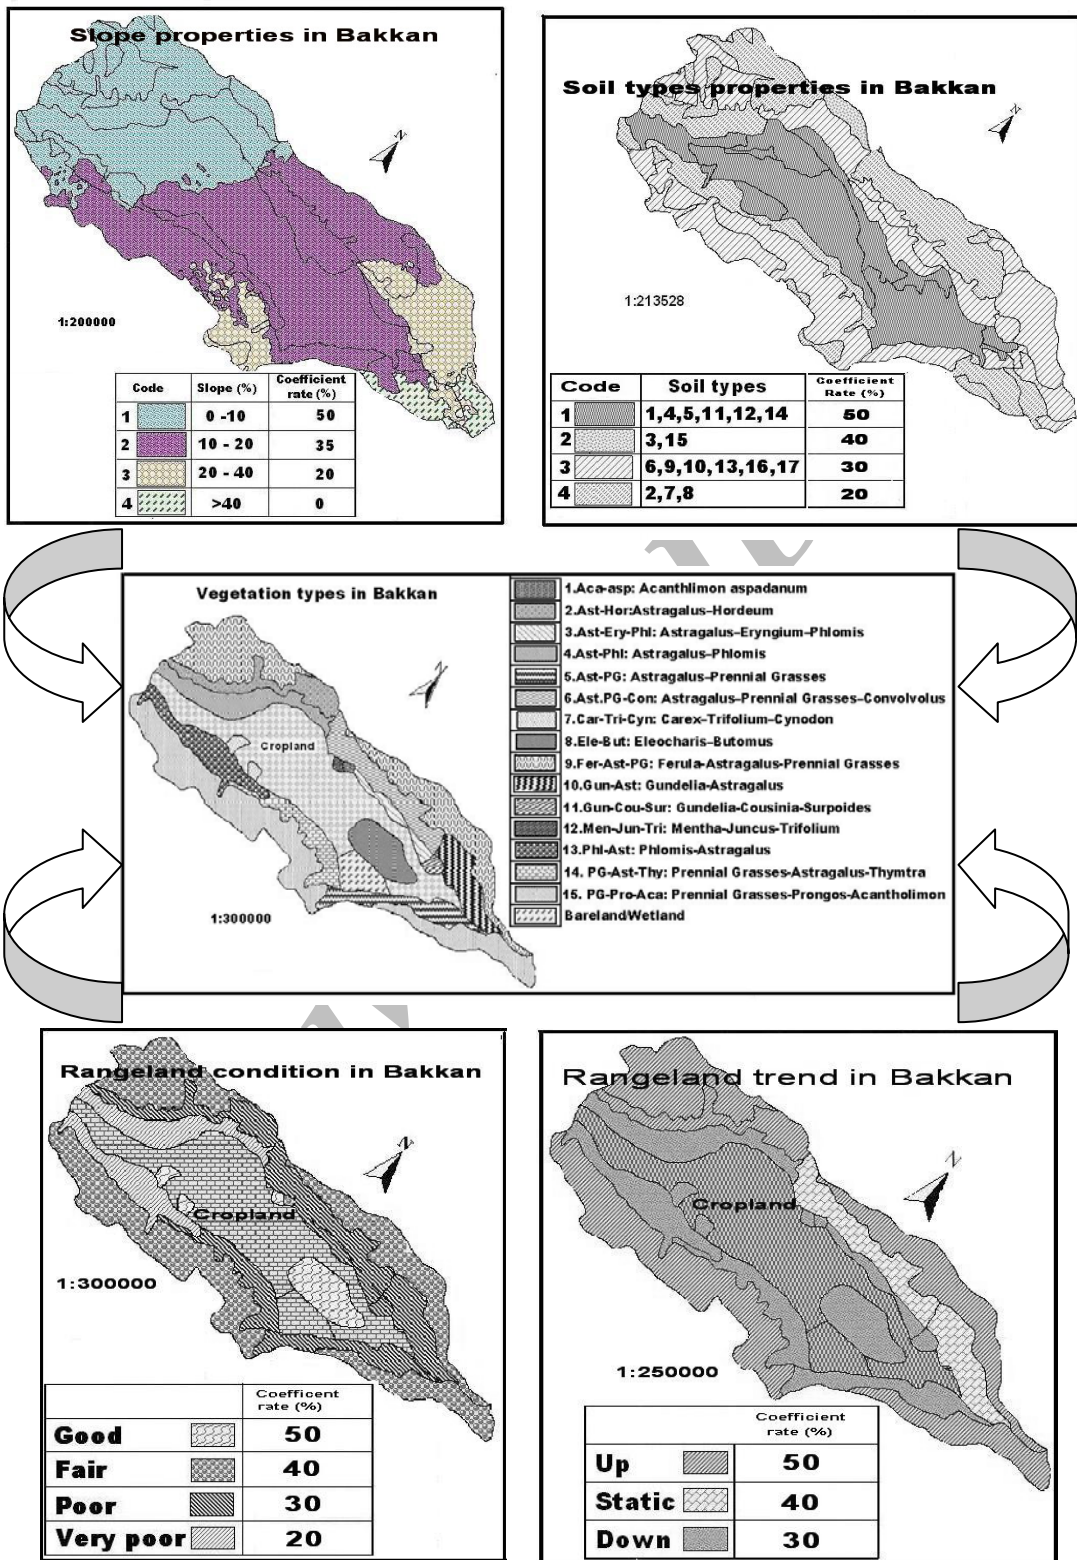 Slope properties in Bakkan
N
1:200000
Code Slope (%) Coefficient rate (%)
1 0 -10 50
2 10 - 20 35
3 20 - 40 20
4 >40 0
Soil types properties in Bakkan
N
1:213528
Code Soil types Coefficient Rate (%)
1 1,4,5,11,12,14 50
2 3,15 40
3 6,9,10,13,16,17 30
4 2,7,8 20
Vegetation types in Bakkan
N
Cropland
1:300000
1.Aca-asp: Acanthlimon aspadanum
2.Ast-Hor:Astragalus-Hordeum
3.Ast-Ery-Phl: Astragalus-Eryngium-Phlomis
4.Ast-Phl: Astragalus-Phlomis
5.Ast-PG: Astragalus-Prennial Grasses
6.Ast.PG-Con: Astragalus-Prennial Grasses-Convolvolus
7.Car-Tri-Cyn: Carex-Trifolium-Cynodon
8.Ele-But: Eleocharis-Butomus
9.Fer-Ast-PG: Ferula-Astragalus-Prennial Grasses
10.Gun-Ast: Gundelia-Astragalus
11.Gun-Cou-Sur: Gundelia-Cousinia-Surpoides
12.Men-Jun-Tri: Mentha-Juncus-Trifolium
13.Phl-Ast: Phlomis-Astragalus
14. PG-Ast-Thy: Prennial Grasses-Astragalus-Thymtra
15. PG-Pro-Aca: Prennial Grasses-Prongos-Acantholimon
Bareland/Wetland
Rangeland condition in Bakkan
N
Cropland
1:300000
Coefficent rate (%)
Good 50
Fair 40
Poor 30
Very poor 20
Rangeland trend in Bakkan
N
Cropland
1:250000
Coefficient rate (%)
Up 50
Static 40
Down 30